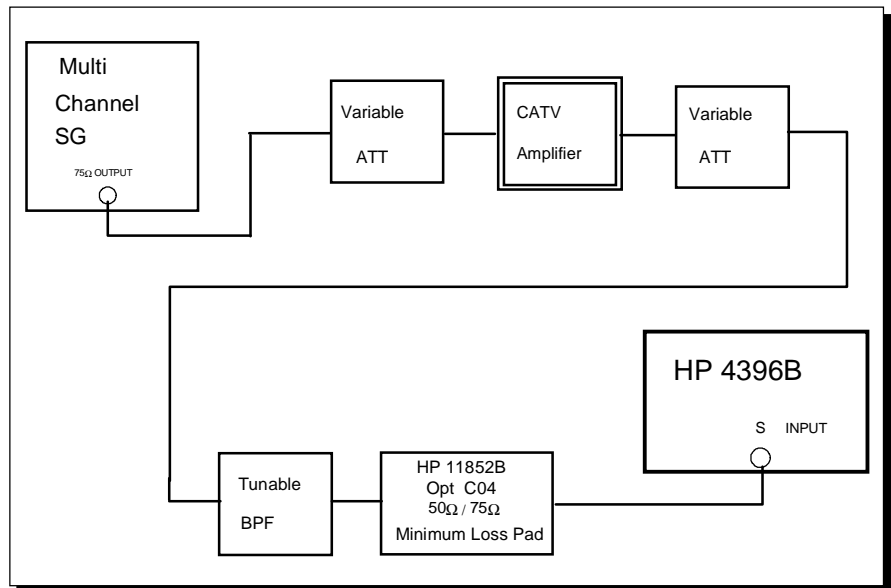 Multi
Channel
SG
75Ω OUTPUT
Variable
ATT
CATV
Amplifier
Variable
ATT
HP 4396B
S INPUT
Tunable
BPF
HP 11852B
Opt C04
50Ω / 75Ω
Minimum Loss Pad